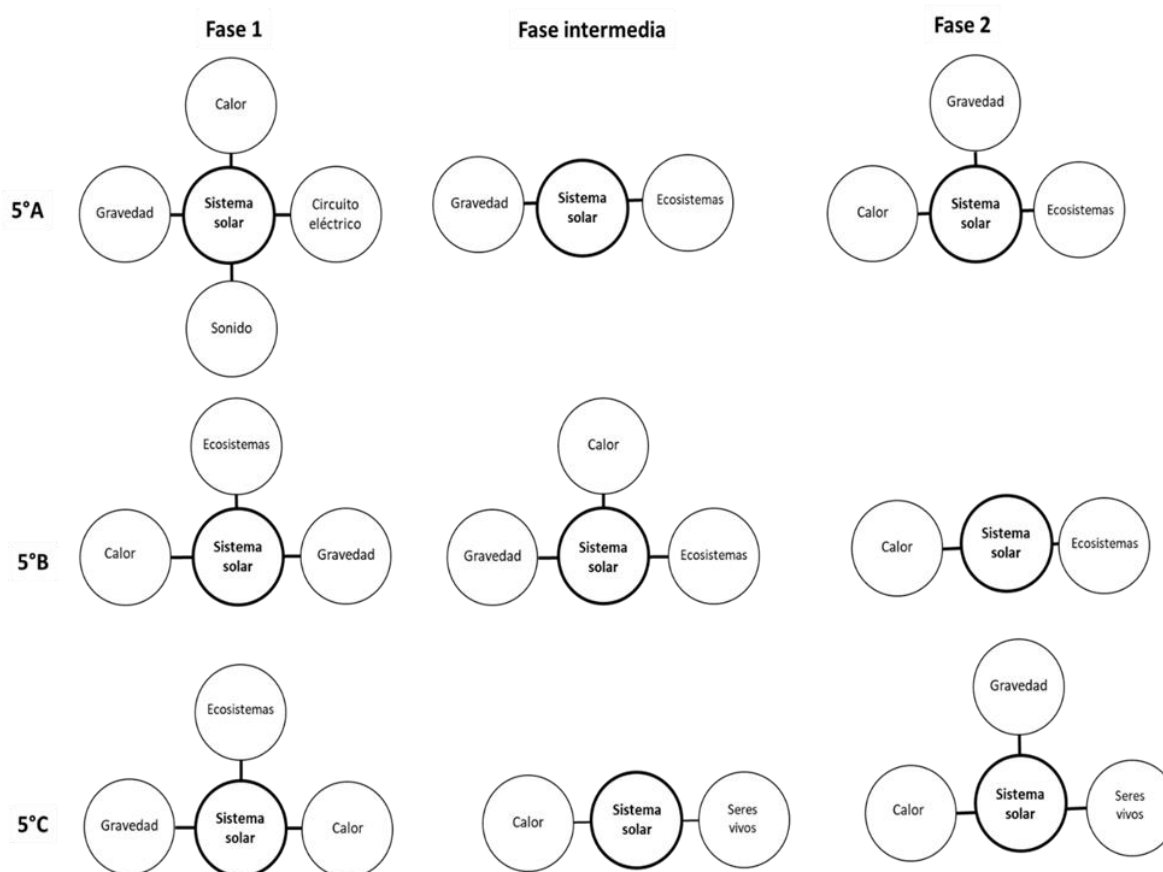 Fase 1
Fase intermedia
Fase 2
5°A
Calor
Gravedad
Sistema
solar
Circuito
eléctrico
Sonido
Gravedad
Sistema
solar
Ecosistemas
Gravedad
Calor
Sistema
solar
Ecosistemas
5°B
Ecosistemas
Calor
Sistema
solar
Gravedad
Calor
Gravedad
Sistema
solar
Ecosistemas
Calor
Sistema
solar
Ecosistemas
5°C
Ecosistemas
Gravedad
Sistema
solar
Calor
Calor
Sistema
solar
Seres
vivos
Gravedad
Calor
Sistema
solar
Seres
vivos